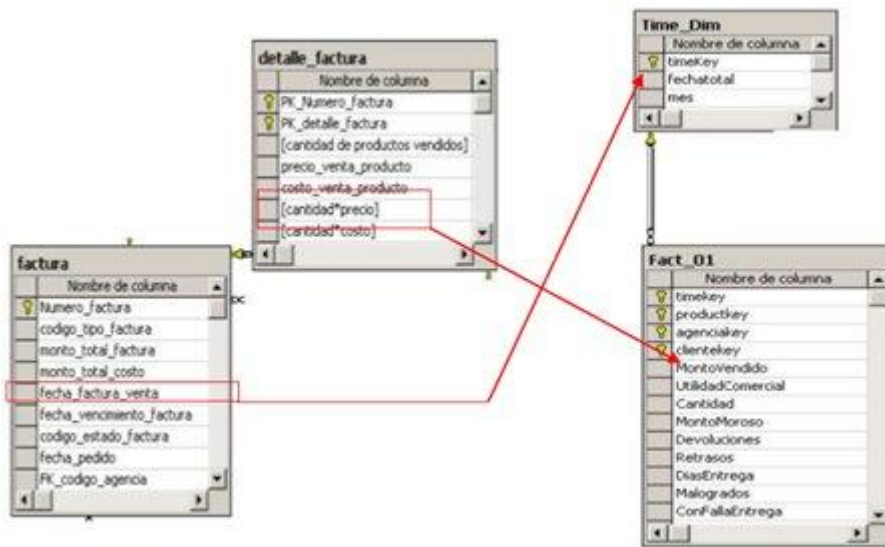 detalle_factura
Nombre de columna
PK_Numero_factura
PK_detalle_factura
[cantidad de productos vendidos]
precio_venta_producto
costo_venta_producto
[cantidad*precio]
[cantidad*costo]
factura
Nombre de columna
Numero_factura
codigo_tipo_factura
monto_total_factura
monto_total_costo
fecha_factura_venta
fecha_vencimiento_factura
codigo_estado_factura
fecha_pedido
FK_codigo_agencia
Time_Dim
Nombre de columna
timeKey
fechatotal
mes
Fact_01
Nombre de columna
timekey
productkey
agenciakey
clientekey
MontoVendido
UtilidadComercial
Cantidad
MontoMoroso
Devoluciones
Retrasos
DiasEntrega
Malogrados
ConFallaEntrega